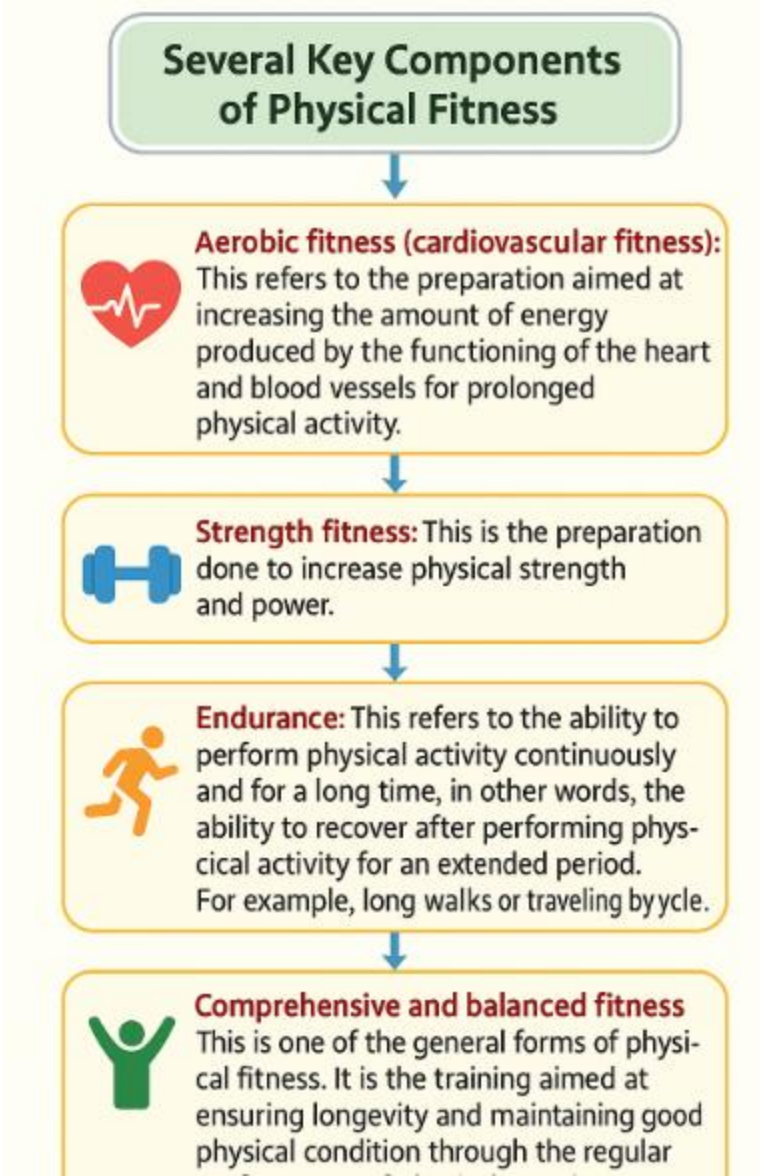 Several Key Components
of Physical Fitness
Aerobic fitness (cardiovascular fitness):
This refers to the preparation aimed at
increasing the amount of energy
produced by the functioning of the heart
and blood vessels for prolonged
physical activity.
Strength fitness: This is the preparation
done to increase physical strength
and power.
Endurance: This refers to the ability to
perform physical activity continuously
and for a long time, in other words, the
ability to recover after performing phys-
cical activity for an extended period.
For example, long walks or traveling by ycle.
Comprehensive and balanced fitness
This is one of the general forms of physi-
cal fitness. It is the training aimed at
ensuring longevity and maintaining good
physical condition through the regular